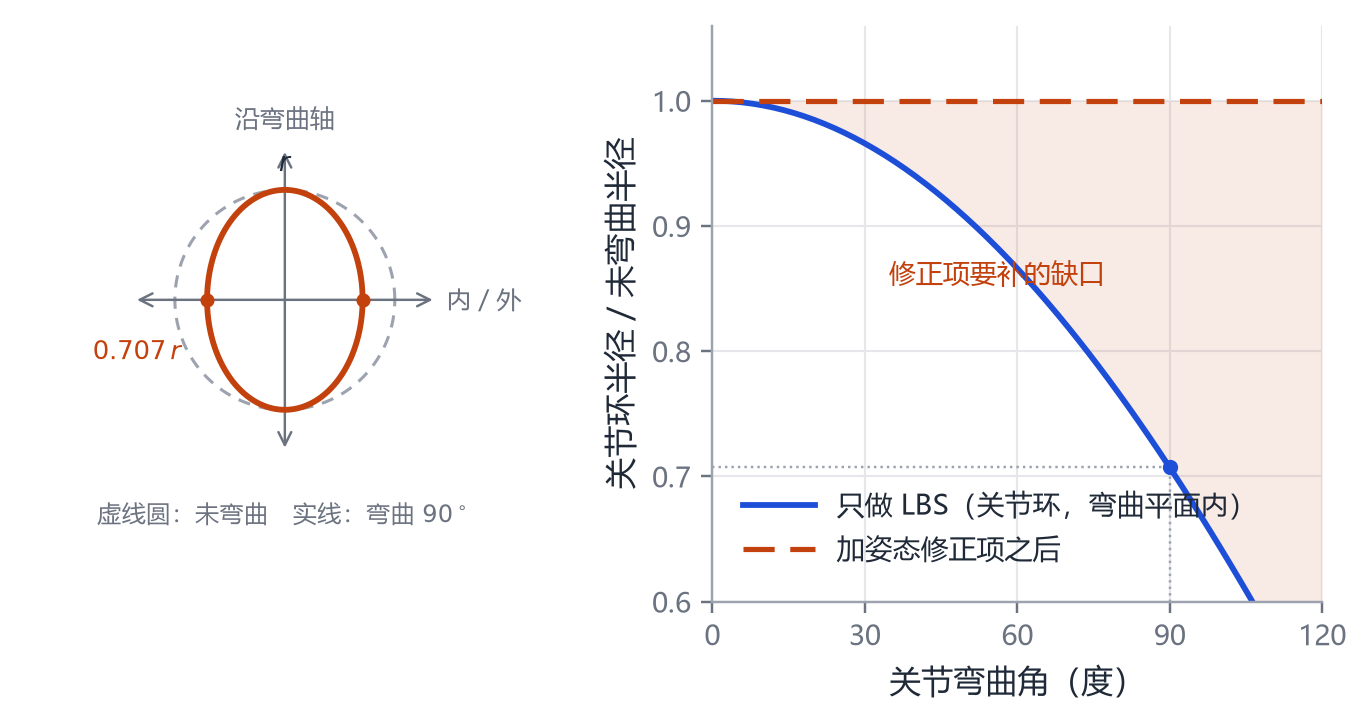 沿弯曲轴
r
内 / 外
0.707 r
虚线圆：未弯曲　实线：弯曲 90°
关节环半径 / 未弯曲半径
1.0
0.9
0.8
0.7
0.6
修正项要补的缺口
只做 LBS（关节环，弯曲平面内）
加姿态修正项之后
0
30
60
90
120
关节弯曲角（度）